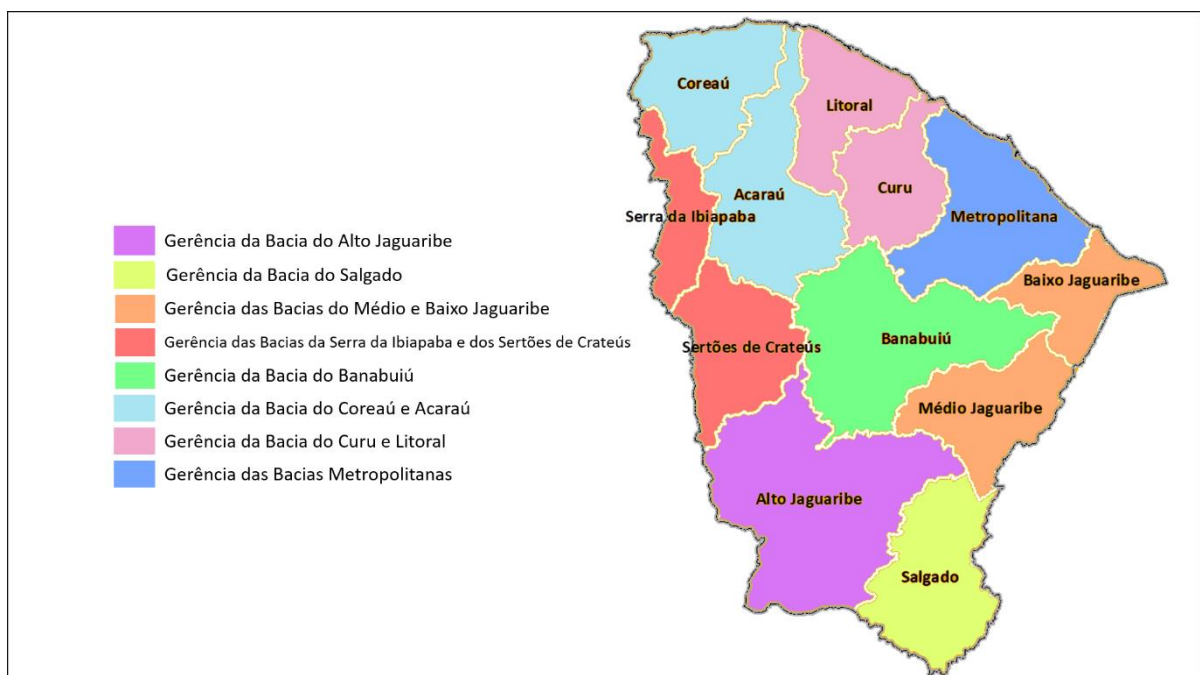 Gerência da Bacia do Alto Jaguaribe
Gerência da Bacia do Salgado
Gerência das Bacias do Médio e Baixo Jaguaribe
Gerência das Bacias da Serra da Ibiapaba e dos Sertões de Crateús
Gerência da Bacia do Banabuiú
Gerência da Bacia do Coreaú e Acaraú
Gerência da Bacia do Curu e Litoral
Gerência das Bacias Metropolitanas
Coreaú
Litoral
Acaraú
Curu
Serra da Ibiapaba
Metropolitana
Baixo Jaguaribe
Banabuiú
Sertões de Crateús
Médio Jaguaribe
Alto Jaguaribe
Salgado